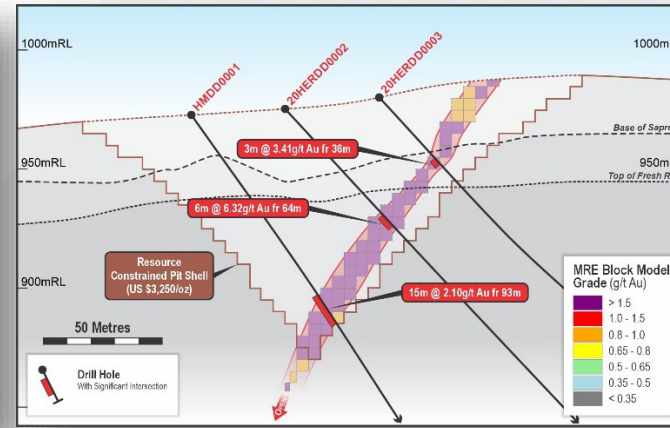 1000mRL
1000m
HMDD0001
20HERDD0002
20HERDD0003
3m @ 3.41g/t Au fr 36m
Base of Sapro
950mRL
950m
Top of Fresh R
6m @ 6.32g/t Au fr 64m
Resource
Constrained Pit Shell
(US $3,250/oz)
900mRL
15m @ 2.10g/t Au fr 93m
50 Metres
Drill Hole
With Significant Intersection
MRE Block Model
Grade (g/t Au)
> 1.5
1.0 - 1.5
0.8 - 1.0
0.65 - 0.8
0.5 - 0.65
0.35 - 0.5
< 0.35